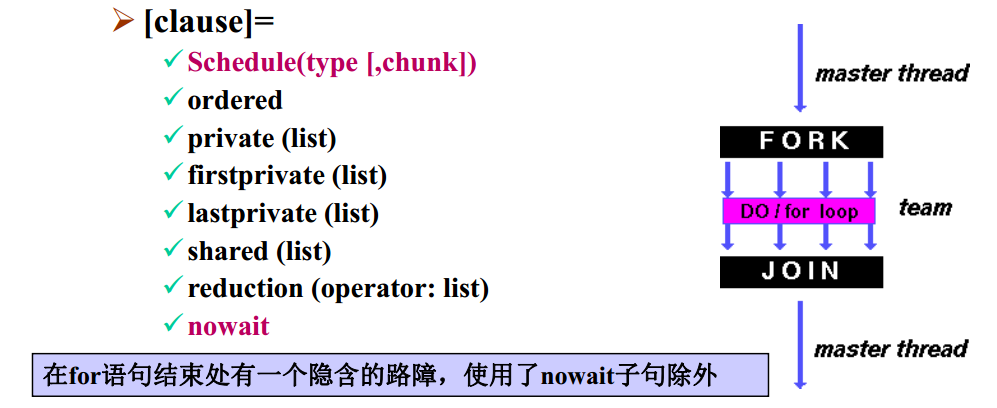 [clause]=
Schedule(type [,chunk])
ordered
private (list)
firstprivate (list)
lastprivate (list)
shared (list)
reduction (operator: list)
nowait
在for语句结束处有一个隐含的路障，使用了nowait子句除外
master thread
FORK
DO / for loop
team
JOIN
master thread